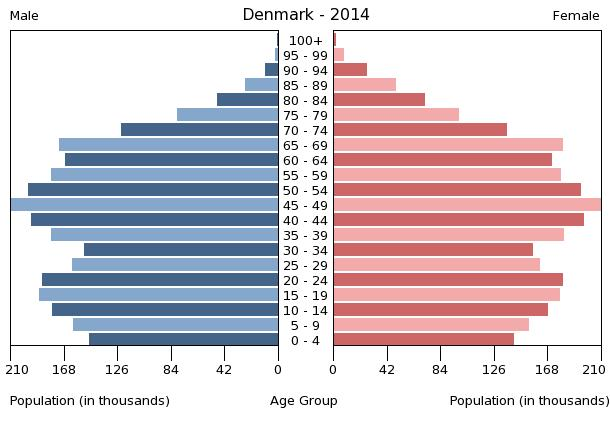 Denmark - 2014
Male
Female
100+
95 - 99
90 - 94
85 - 89
80 - 84
75 - 79
70 - 74
65 - 69
60 - 64
55 - 59
50 - 54
45 - 49
40 - 44
35 - 39
30 - 34
25 - 29
20 - 24
15 - 19
10 - 14
5 - 9
0 - 4
210 168 126 84 42 0 0 42 84 126 168 210
Population (in thousands) Age Group Population (in thousands)